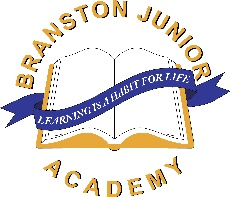 BRANSTON JUNIOR
LEARNING IS A HABIT FOR LIFE
ACADEMY